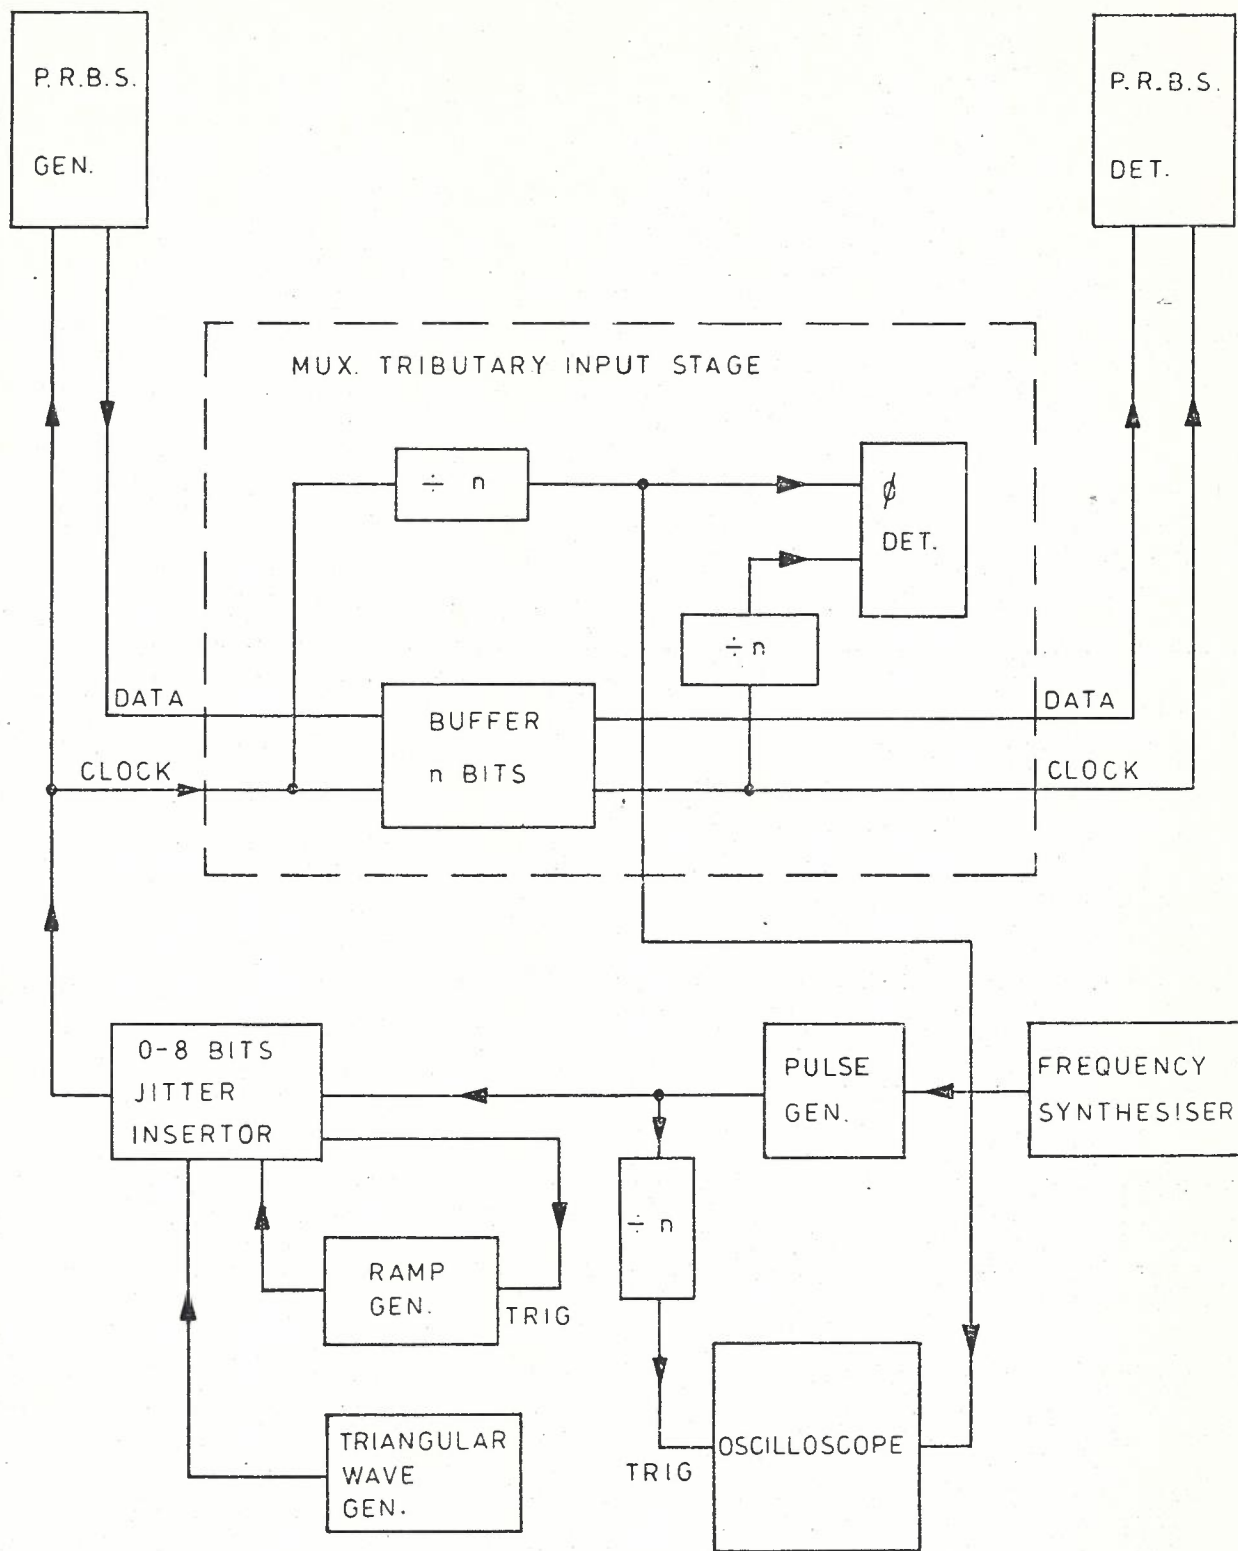 P.R.B.S.
GEN.
P.R.B.S.
DET.
MUX. TRIBUTARY INPUT STAGE
÷ n
ϕ
DET.
÷ n
DATA
BUFFER
n BITS
DATA
CLOCK
CLOCK
0-8 BITS
JITTER
INSERTOR
PULSE
GEN.
FREQUENCY
SYNTHESISER
÷ n
RAMP
GEN.
TRIG
TRIANGULAR
WAVE
GEN.
TRIG
OSCILLOSCOPE